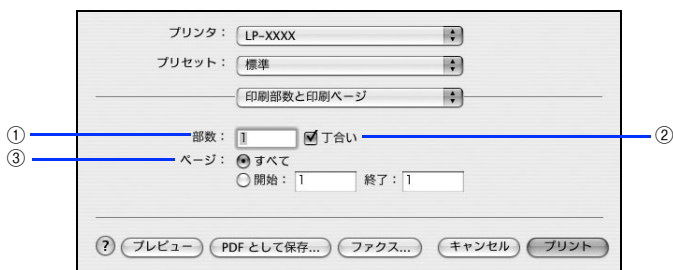 プリンタ： LP-XXXX
プリセット： 標準
印刷部数と印刷ページ
① 部数： 1 丁合い ②
③ ページ： すべて
開始： 1 終了： 1
? プレビュー PDF として保存... ファクス... キャンセル プリント